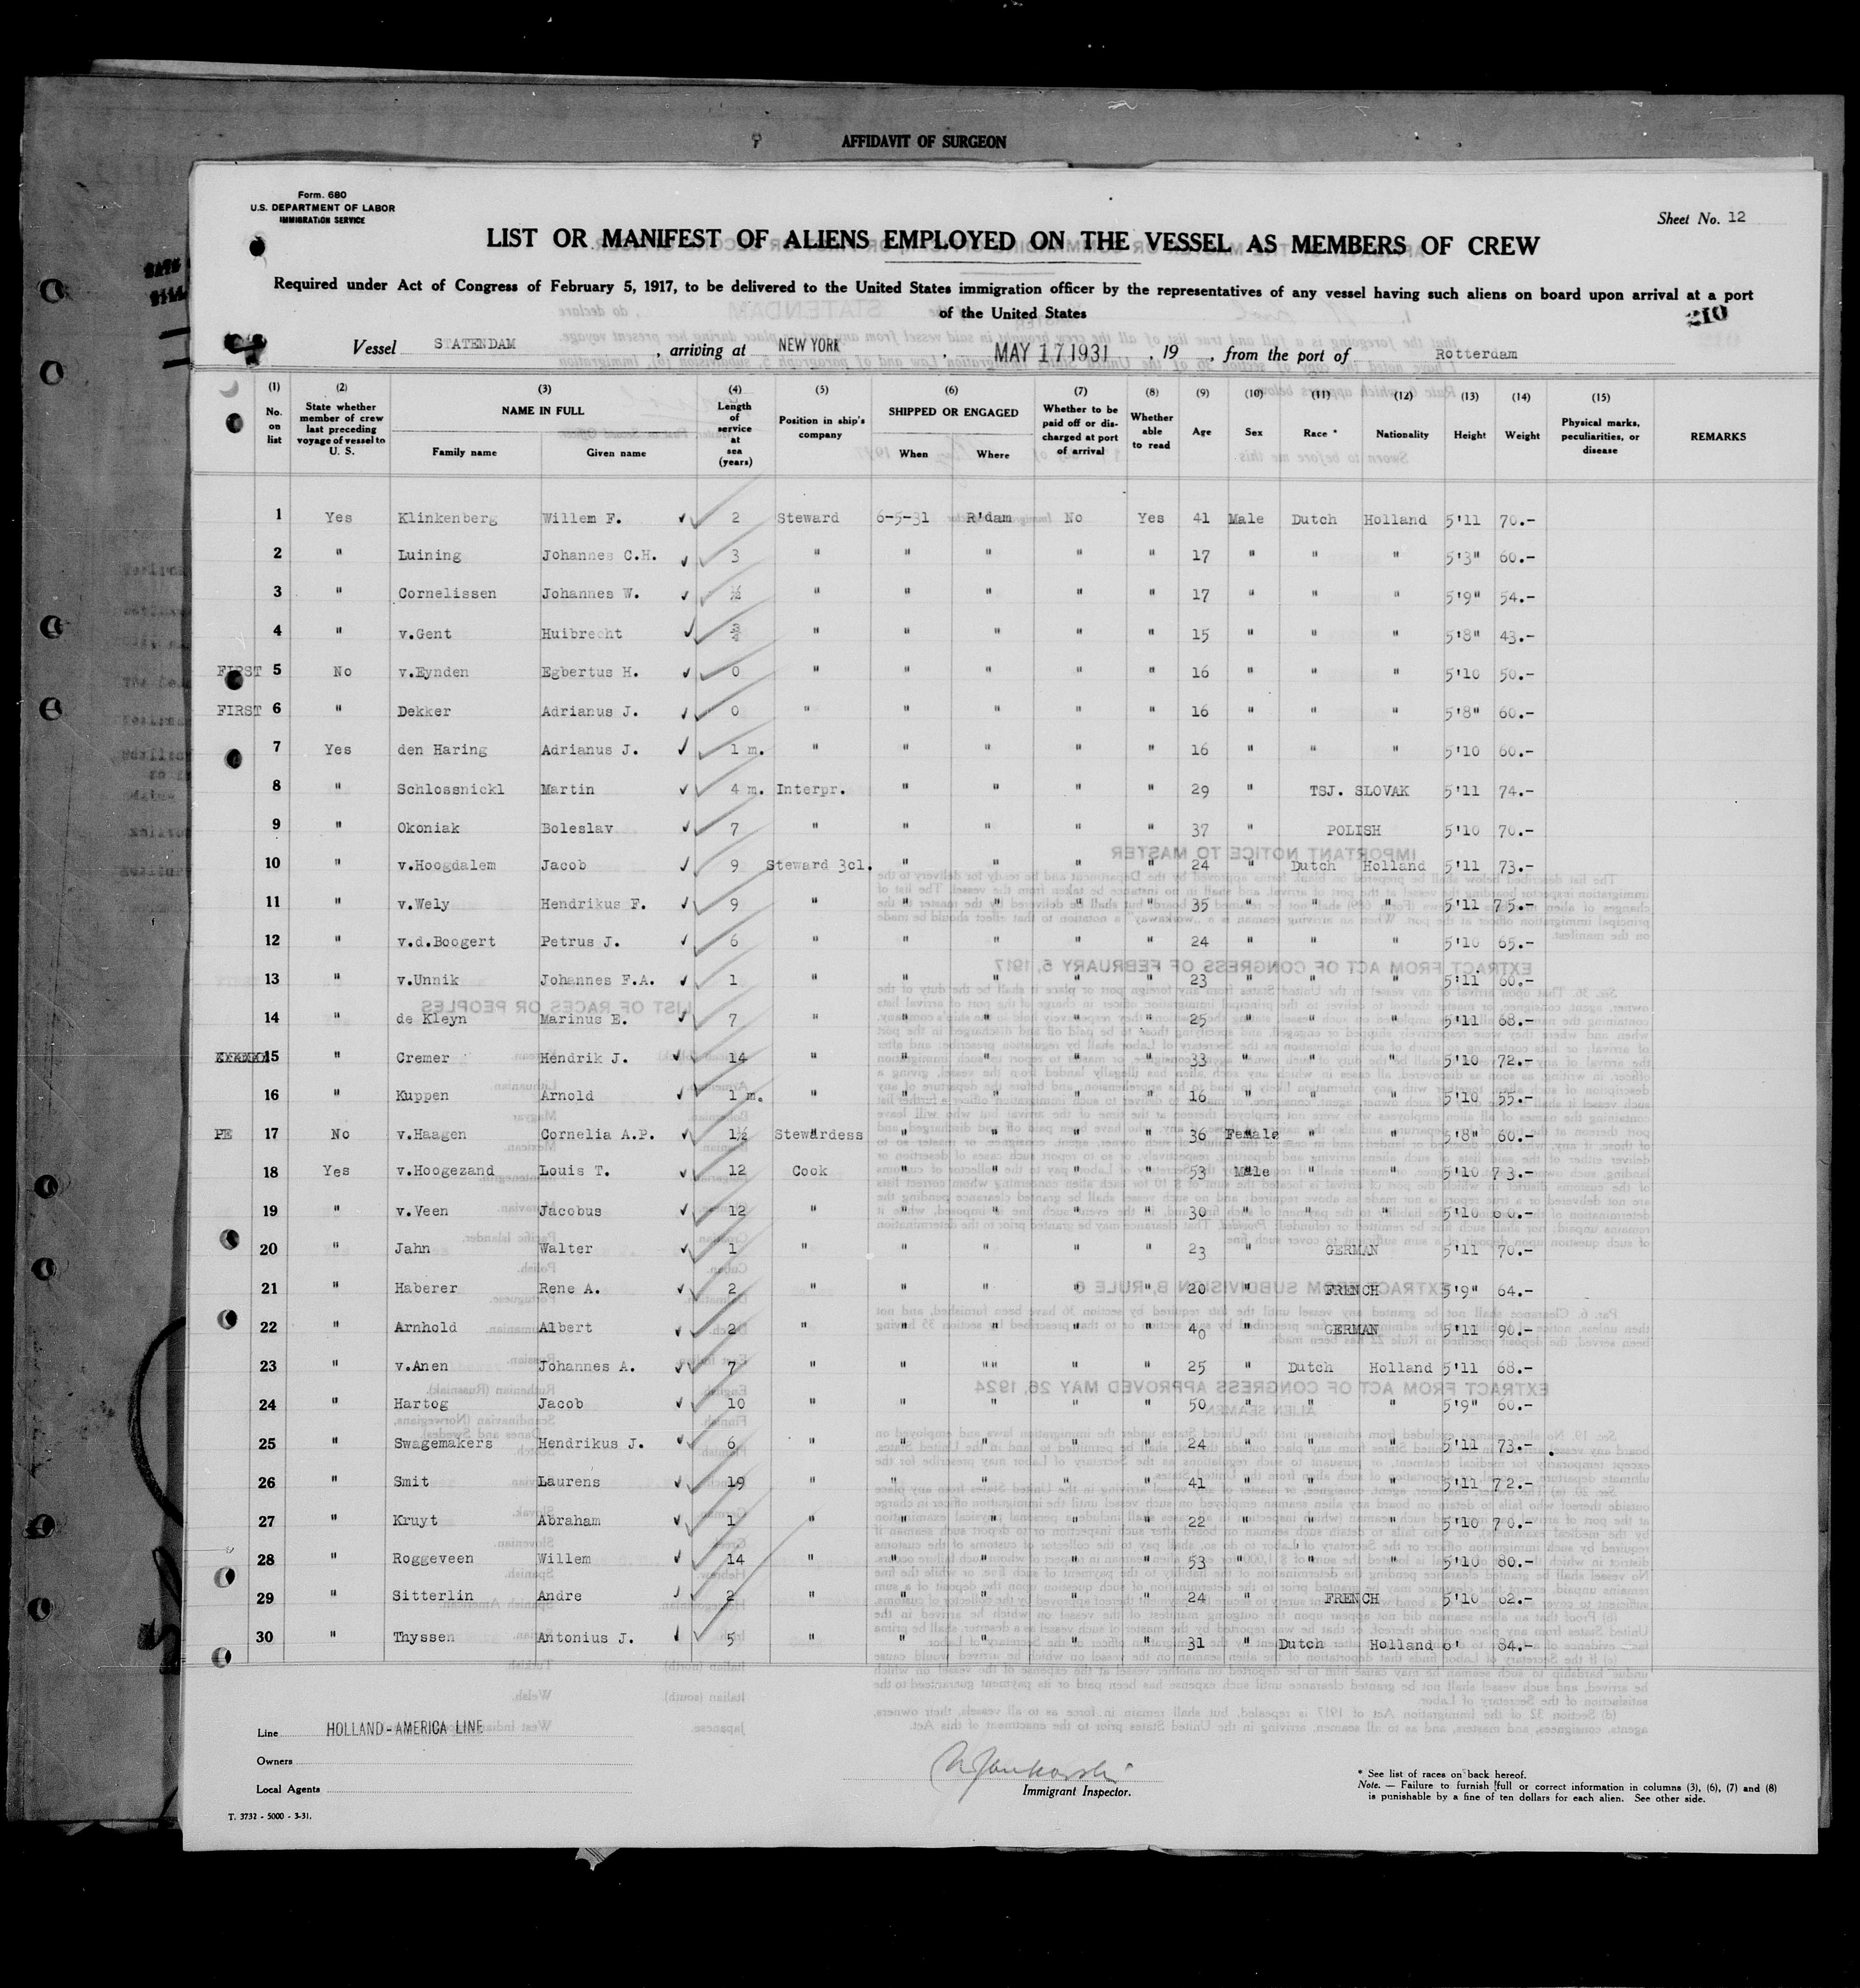 AFFIDAVIT OF SURGEON
Form. 680
U.S. DEPARTMENT OF LABOR
IMMIGRATION SERVICE
Sheet No. 12
LIST OR MANIFEST OF ALIENS EMPLOYED ON THE VESSEL AS MEMBERS OF CREW
Required under Act of Congress of February 5, 1917, to be delivered to the United States immigration officer by the representatives of any vessel having such aliens on board upon arrival at a port
of the United States
210
Vessel STATENDAM , arriving at NEW YORK , MAY 17 1931 , 19 , from the port of Rotterdam
(1) (2) (3) (4) (5) (6) (7) (8) (9) (10) (11) (12) (13) (14) (15)
No. on list State whether member of crew last preceding voyage of vessel to U. S. NAME IN FULL Length of service at sea (years) Position in ship's company SHIPPED OR ENGAGED Whether to be paid off or discharged at port of arrival Whether able to read Age Sex Race * Nationality Height Weight Physical marks, peculiarities, or disease REMARKS
Family name Given name When Where
1 Yes Klinkenberg Willem F. 2 Steward 6-5-31 R'dam No Yes 41 Male Dutch Holland 5'11 70.-
2 " Luining Johannes C.H. 3 " " " " " 17 " " " 5'3" 60.-
3 " Cornelissen Johannes W. ½ " " " " " 17 " " " 5'9" 54.-
4 " v.Gent Huibrecht ¾ " " " " " 15 " " " 5'8" 43.-
FIRST 5 No v.Eynden Egbertus H. 0 " " " " " 16 " " " 5'10 50.-
FIRST 6 " Dekker Adrianus J. 0 " " " " " 16 " " " 5'8" 60.-
7 Yes den Haring Adrianus J. 1 m. " " " " " 16 " " " 5'10 60.-
8 " Schlossnickl Martin 4 m. Interpr. " " " " 29 " TSJ. SLOVAK 5'11 74.-
9 " Okoniak Boleslav 7 " " " " " 37 " POLISH 5'10 70.-
10 " v.Hoogdalem Jacob 9 Steward 3cl. " " " " 24 " Dutch Holland 5'11 73.-
11 " v.Wely Hendrikus F. 9 " " " " " 35 " " " 5'11 75.-
12 " v.d.Boogert Petrus J. 6 " " " " " 24 " " " 5'10 65.-
13 " v.Unnik Johannes F.A. 1 " " " " " 23 " " " 5'11 60.-
14 " de Kleyn Marinus E. 7 " " " " " 25 " " " 5'11 68.-
15 " Cremer Hendrik J. 14 " " " " " 33 " " " 5'10 72.-
16 " Kuppen Arnold 1 m. " " " " " 16 " " " 5'10 55.-
PE 17 No v.Haagen Cornelia A.P. 1½ Stewardess " " " " 36 Female " " 5'8" 60.-
18 Yes v.Hoogezand Louis T. 12 Cook " " " " 53 Male " " 5'10 73.-
19 " v.Veen Jacobus 12 " " " " " 30 " " " 5'10 60.-
20 " Jahn Walter 1 " " " " " 23 " GERMAN 5'11 70.-
21 " Haberer Rene A. 2 " " " " " 20 " FRENCH 5'9" 64.-
22 " Arnhold Albert 2 " " " " " 40 " GERMAN 5'11 90.-
23 " v.Anen Johannes A. 7 " " "" " " 25 " Dutch Holland 5'11 68.-
24 " Hartog Jacob 10 " " " " " 50 " " " 5'9" 60.-
25 " Swagemakers Hendrikus J. 6 " " " " " 24 " " " 5'11 73.-
26 " Smit Laurens 19 " " " " " 41 " " " 5'11 72.-
27 " Kruyt Abraham 1 " " " " " 22 " " " 5'10 70.-
28 " Roggeveen Willem 14 " " " " " 53 " " " 5'10 80.-
29 " Sitterlin Andre 2 " " " " " 24 " FRENCH 5'10 62.-
30 " Thyssen Antonius J. 5 " " " " " 31 " Dutch Holland 6' 84.-
Line HOLLAND-AMERICA LINE
Owners
Local Agents
Immigrant Inspector.
* See list of races on back hereof.
Note. — Failure to furnish full or correct information in columns (3), (6), (7) and (8)
is punishable by a fine of ten dollars for each alien. See other side.
T. 3732 - 5000 - 3-31.